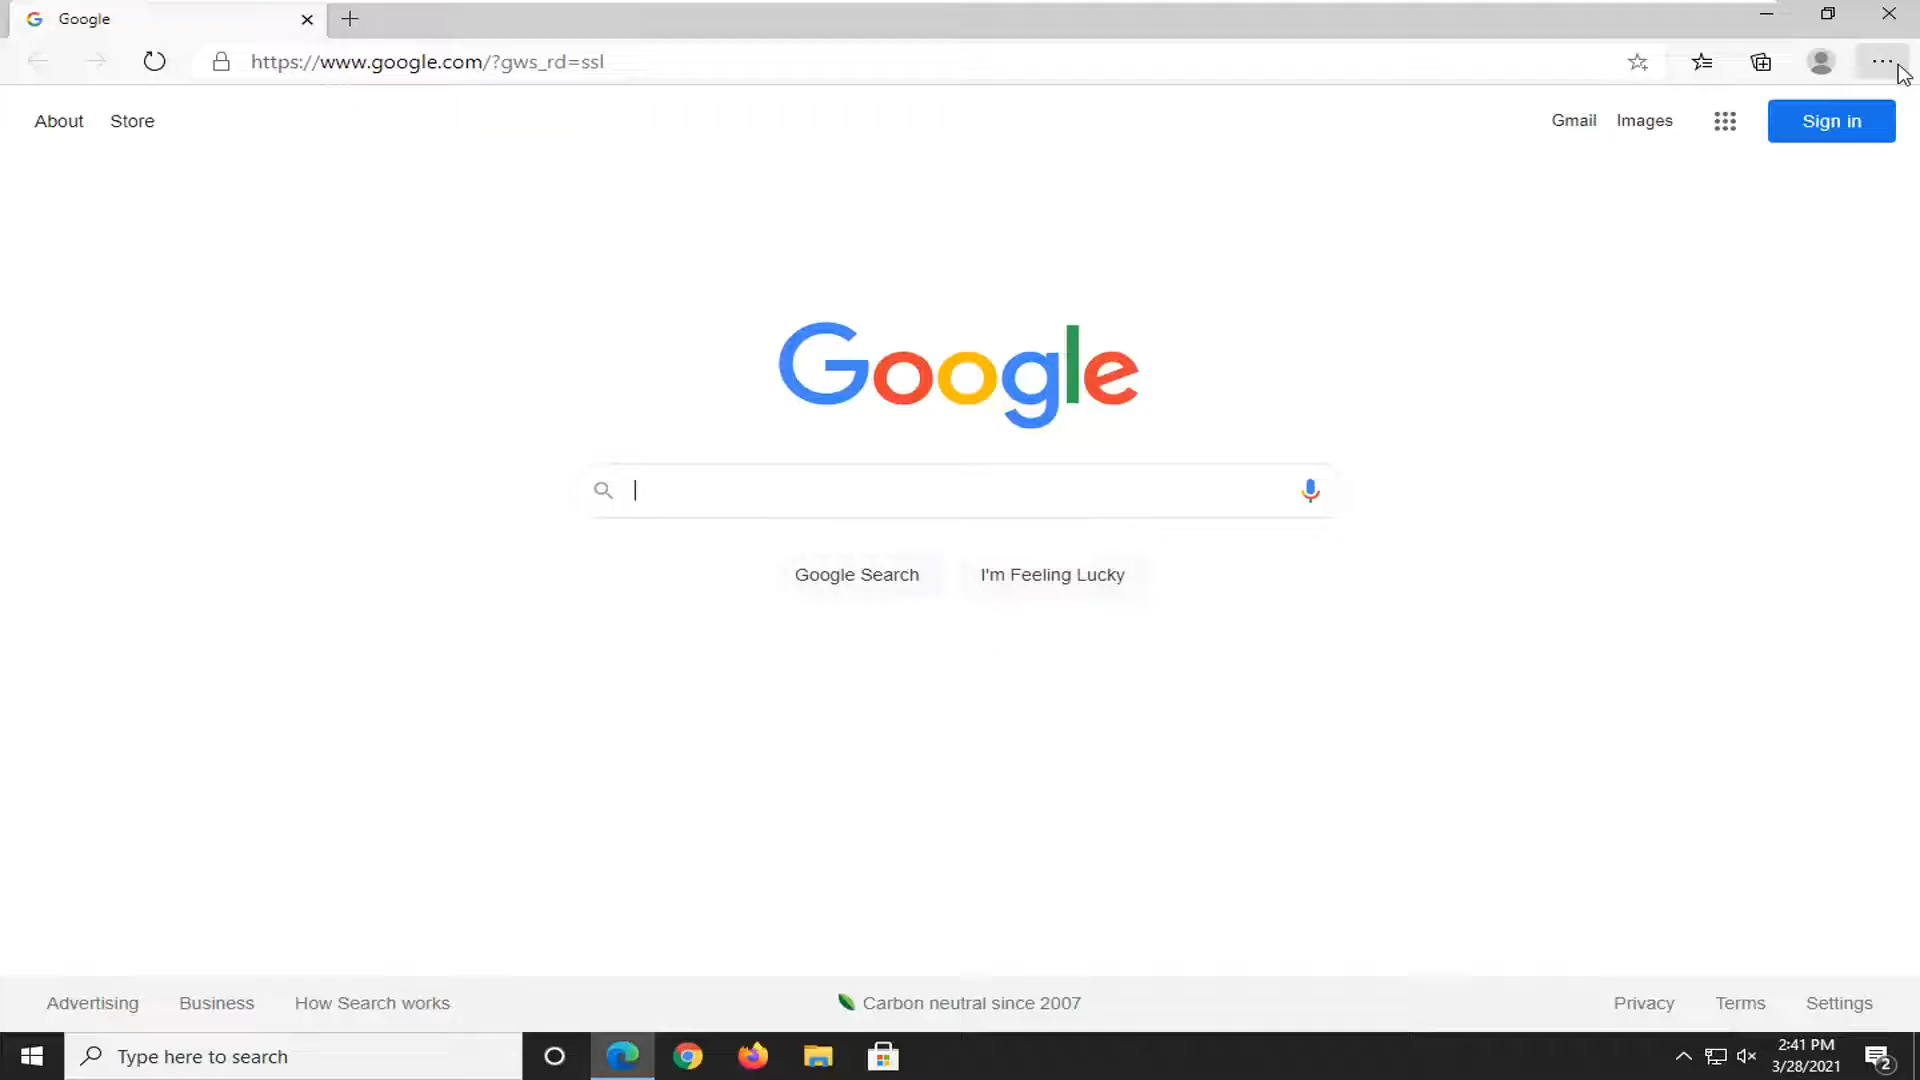 Google
https://www.google.com/?gws_rd=ssl
About Store
Gmail Images Sign in
Google
Google Search I'm Feeling Lucky
Advertising Business How Search works
Carbon neutral since 2007
Privacy Terms Settings
Type here to search
2:41 PM
3/28/2021
2